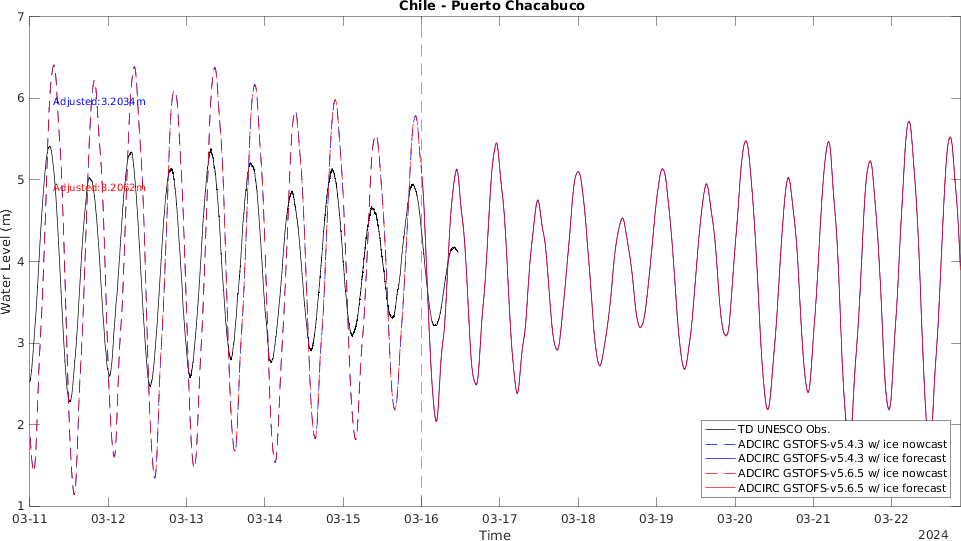 Chile - Puerto Chacabuco
7
6
5
4
3
2
1
Water Level (m)
Adjusted:3.2034m
Adjusted:3.2062m
TD UNESCO Obs.
ADCIRC GSTOFS-v5.4.3 w/ ice nowcast
ADCIRC GSTOFS-v5.4.3 w/ ice forecast
ADCIRC GSTOFS-v5.6.5 w/ ice nowcast
ADCIRC GSTOFS-v5.6.5 w/ ice forecast
03-11 03-12 03-13 03-14 03-15 03-16 03-17 03-18 03-19 03-20 03-21 03-22
Time
2024